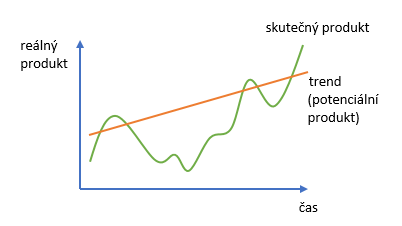 skutečný produkt
reálný
produkt
trend
(potenciální
produkt)
čas